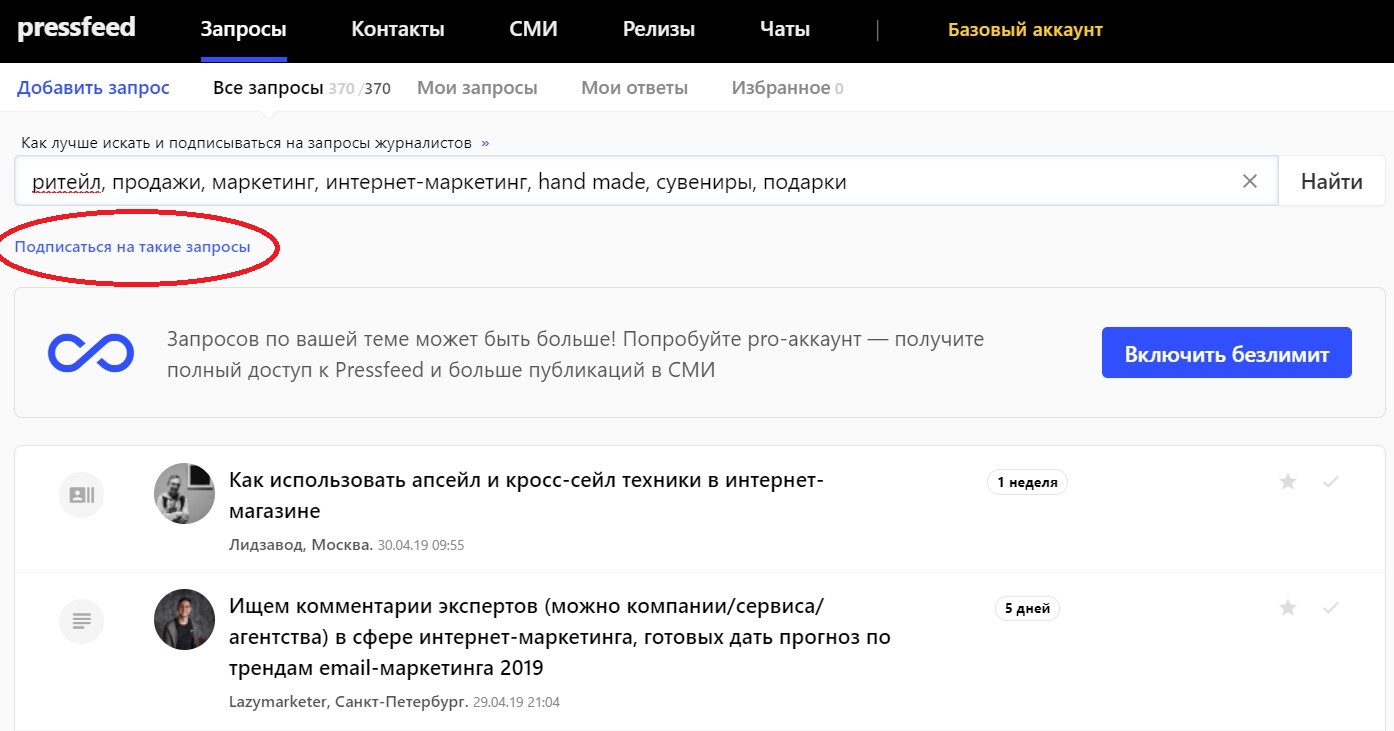 pressfeed Запросы Контакты СМИ Релизы Чаты | Базовый аккаунт
Добавить запрос Все запросы 370 /370 Мои запросы Мои ответы Избранное 0
Как лучше искать и подписываться на запросы журналистов »
ритейл, продажи, маркетинг, интернет-маркетинг, hand made, сувениры, подарки Найти
Подписаться на такие запросы
Запросов по вашей теме может быть больше! Попробуйте pro-аккаунт — получите
полный доступ к Pressfeed и больше публикаций в СМИ
Включить безлимит
Как использовать апсейл и кросс-сейл техники в интернет-
магазине
1 неделя
Лидзавод, Москва. 30.04.19 09:55
Ищем комментарии экспертов (можно компании/сервиса/
агентства) в сфере интернет-маркетинга, готовых дать прогноз по
трендам email-маркетинга 2019
5 дней
Lazymarketer, Санкт-Петербург. 29.04.19 21:04